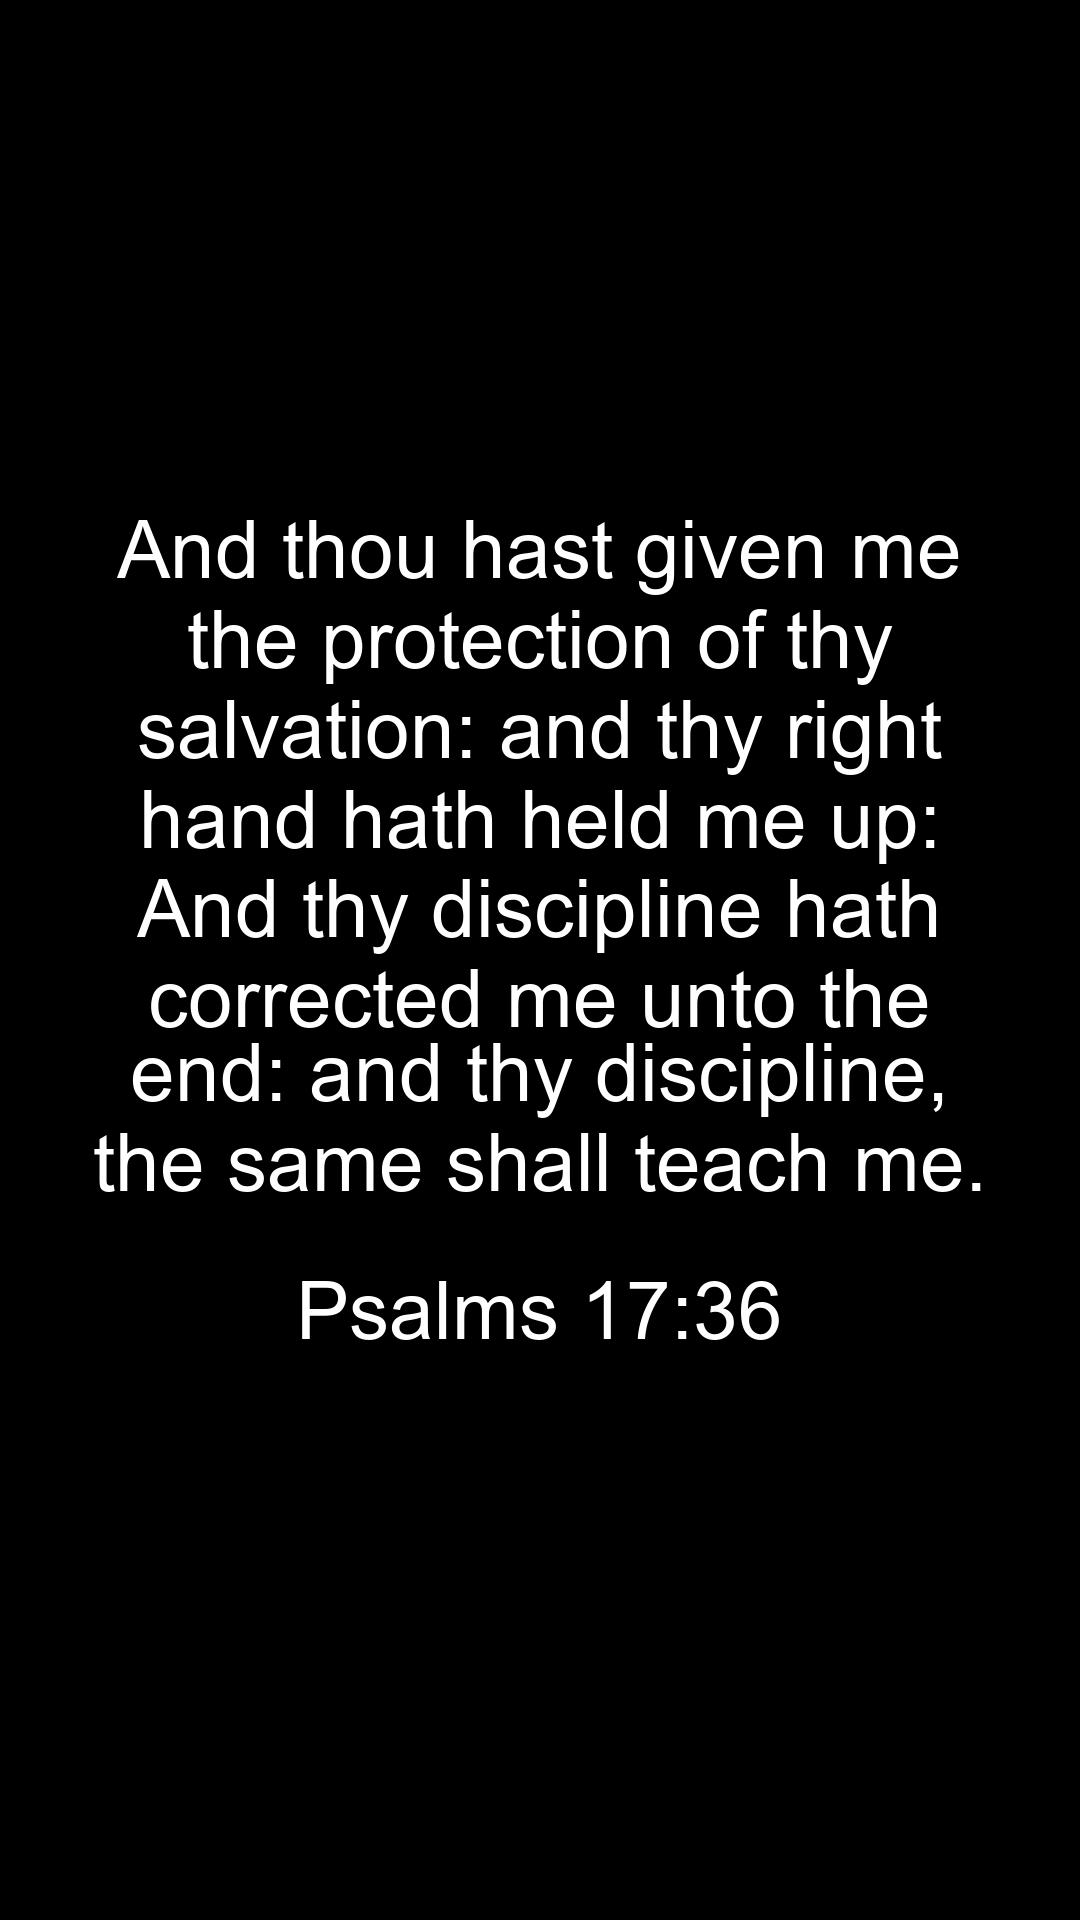 And thou hast given me
the protection of thy
salvation: and thy right
hand hath held me up:
And thy discipline hath
corrected me unto the
end: and thy discipline,
the same shall teach me.
Psalms 17:36